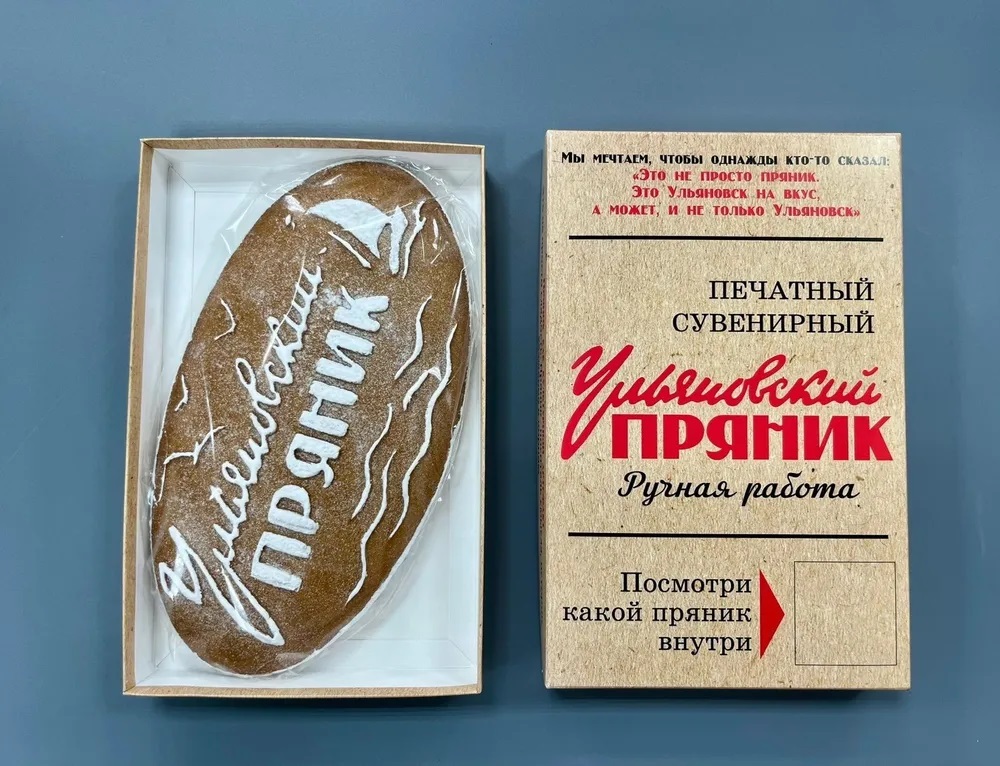 Ульяновский
ПРЯНИК
Мы мечтаем, чтобы однажды кто-то сказал:
«Это не просто пряник.
Это Ульяновск на вкус,
а может, и не только Ульяновск»
ПЕЧАТНЫЙ
СУВЕНИРНЫЙ
Ульяновский
ПРЯНИК
Ручная работа
Посмотри
какой пряник
внутри